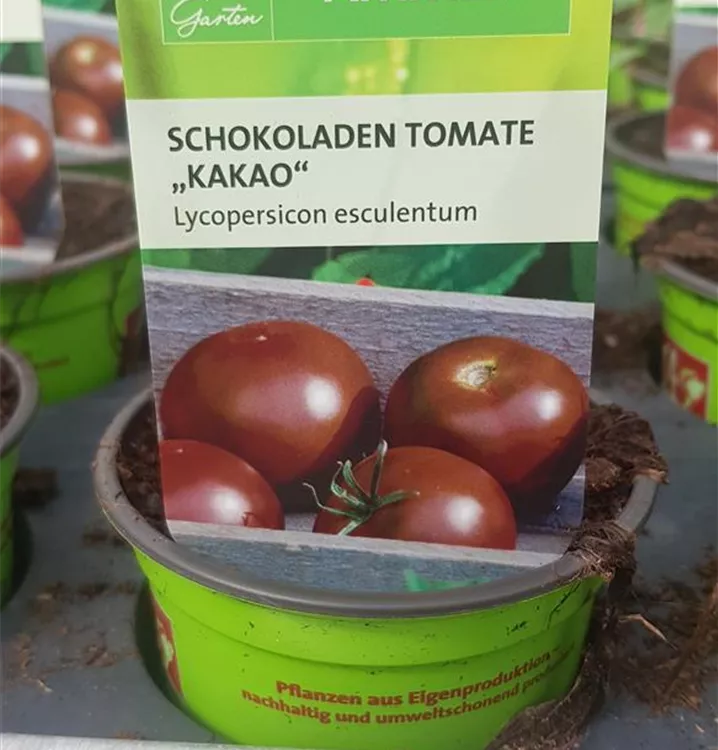 Garten
SCHOKOLADEN TOMATE
„KAKAO“
Lycopersicon esculentum
Pflanzen aus Eigenproduktion-
nachhaltig und umweltschonend